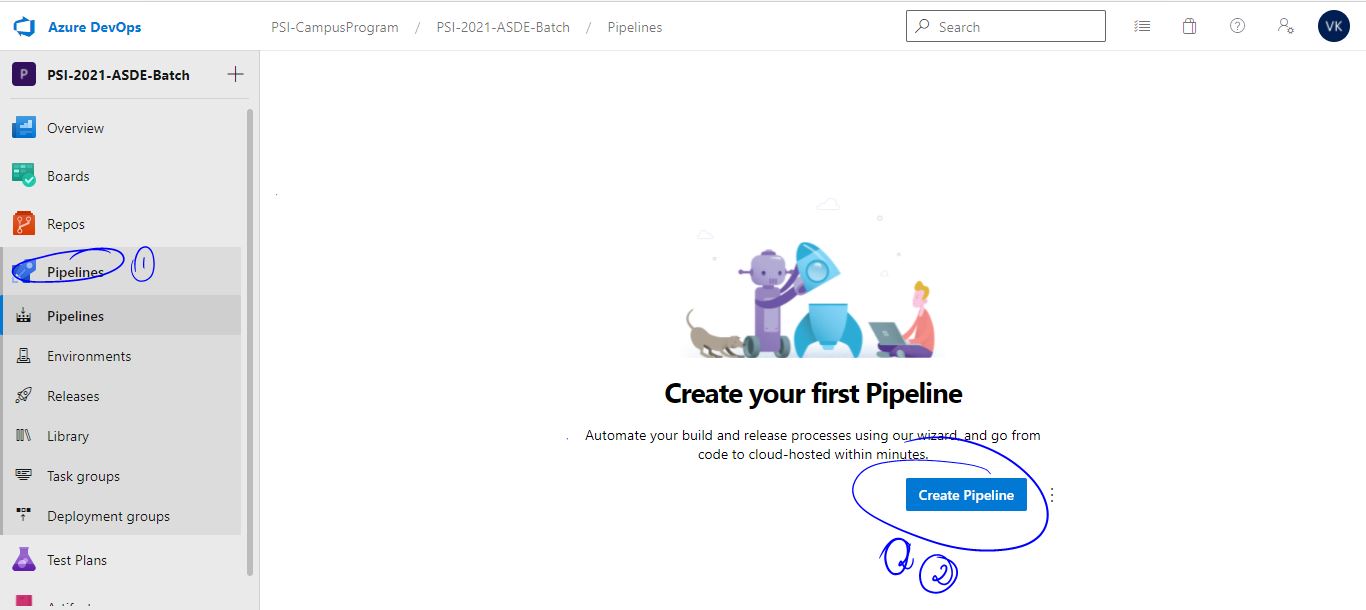 Azure DevOps
PSI-CampusProgram / PSI-2021-ASDE-Batch / Pipelines
Search
VK
P PSI-2021-ASDE-Batch
Overview
Boards
Repos
Pipelines 1
Pipelines
Environments
Releases
Library
Task groups
Deployment groups
Test Plans
Create your first Pipeline
Automate your build and release processes using our wizard, and go from
code to cloud-hosted within minutes.
Create Pipeline
2